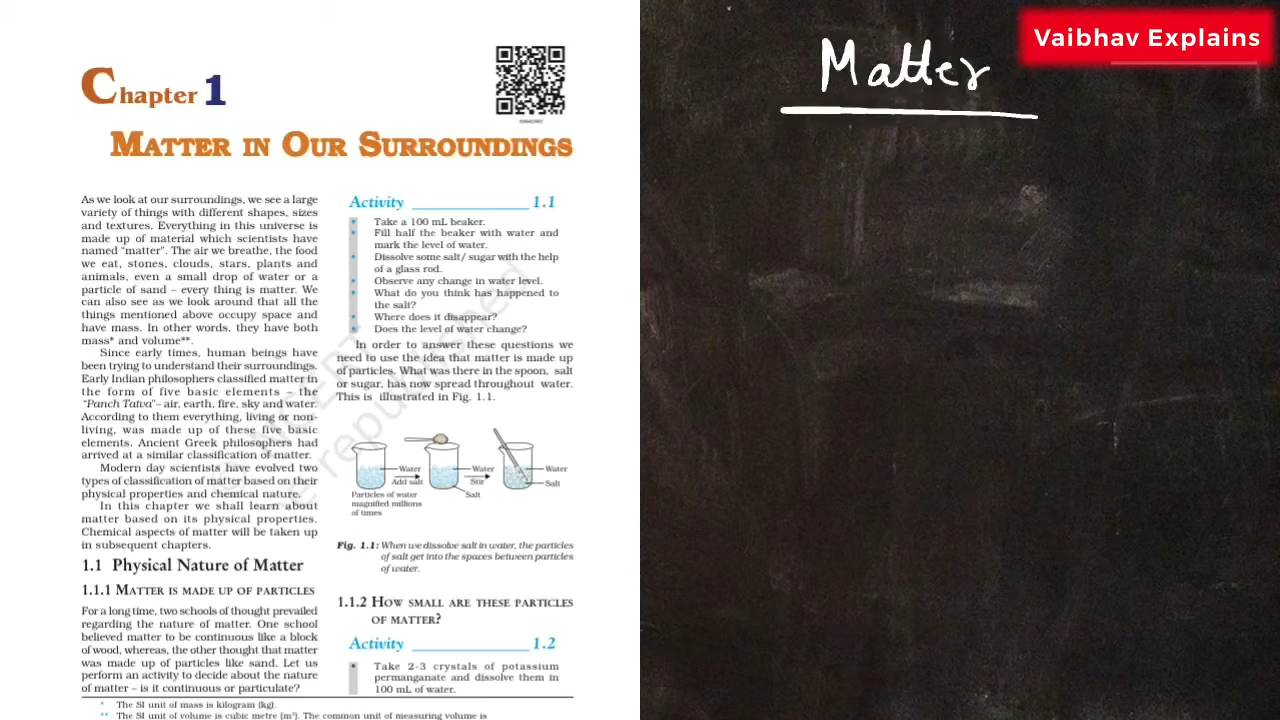 Chapter 1
MATTER IN OUR SURROUNDINGS
As we look at our surroundings, we see a large
variety of things with different shapes, sizes
and textures. Everything in this universe is
made up of material which scientists have
named "matter". The air we breathe, the food
we eat, stones, clouds, stars, plants and
animals, even a small drop of water or a
particle of sand – every thing is matter. We
can also see as we look around that all the
things mentioned above occupy space and
have mass. In other words, they have both
mass* and volume**.
Since early times, human beings have
been trying to understand their surroundings.
Early Indian philosophers classified matter in
the form of five basic elements – the
"Panch Tatva"– air, earth, fire, sky and water.
According to them everything, living or non-
living, was made up of these five basic
elements. Ancient Greek philosophers had
arrived at a similar classification of matter.
Modern day scientists have evolved two
types of classification of matter based on their
physical properties and chemical nature.
In this chapter we shall learn about
matter based on its physical properties.
Chemical aspects of matter will be taken up
in subsequent chapters.
1.1 Physical Nature of Matter
1.1.1 MATTER IS MADE UP OF PARTICLES
For a long time, two schools of thought prevailed
regarding the nature of matter. One school
believed matter to be continuous like a block
of wood, whereas, the other thought that matter
was made up of particles like sand. Let us
perform an activity to decide about the nature
of matter – is it continuous or particulate?
Activity 1.1
• Take a 100 mL beaker.
• Fill half the beaker with water and
mark the level of water.
• Dissolve some salt/ sugar with the help
of a glass rod.
• Observe any change in water level.
• What do you think has happened to
the salt?
• Where does it disappear?
• Does the level of water change?
In order to answer these questions we
need to use the idea that matter is made up
of particles. What was there in the spoon, salt
or sugar, has now spread throughout water.
This is illustrated in Fig. 1.1.
Water
Add salt
Water
Stir
Water
Salt
Salt
Particles of water
magnified millions
of times
Fig. 1.1: When we dissolve salt in water, the particles
of salt get into the spaces between particles
of water.
1.1.2 HOW SMALL ARE THESE PARTICLES
OF MATTER?
Activity 1.2
• Take 2-3 crystals of potassium
permanganate and dissolve them in
100 mL of water.
* The SI unit of mass is kilogram (kg).
** The SI unit of volume is cubic metre (m³). The common unit of measuring volume is
Matter
Vaibhav Explains